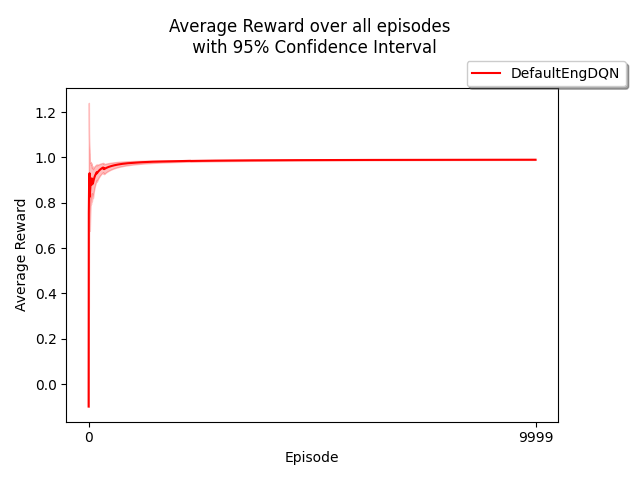 Average Reward over all episodes
with 95% Confidence Interval
DefaultEngDQN
1.2
1.0
0.8
0.6
0.4
0.2
0.0
Average Reward
0
9999
Episode